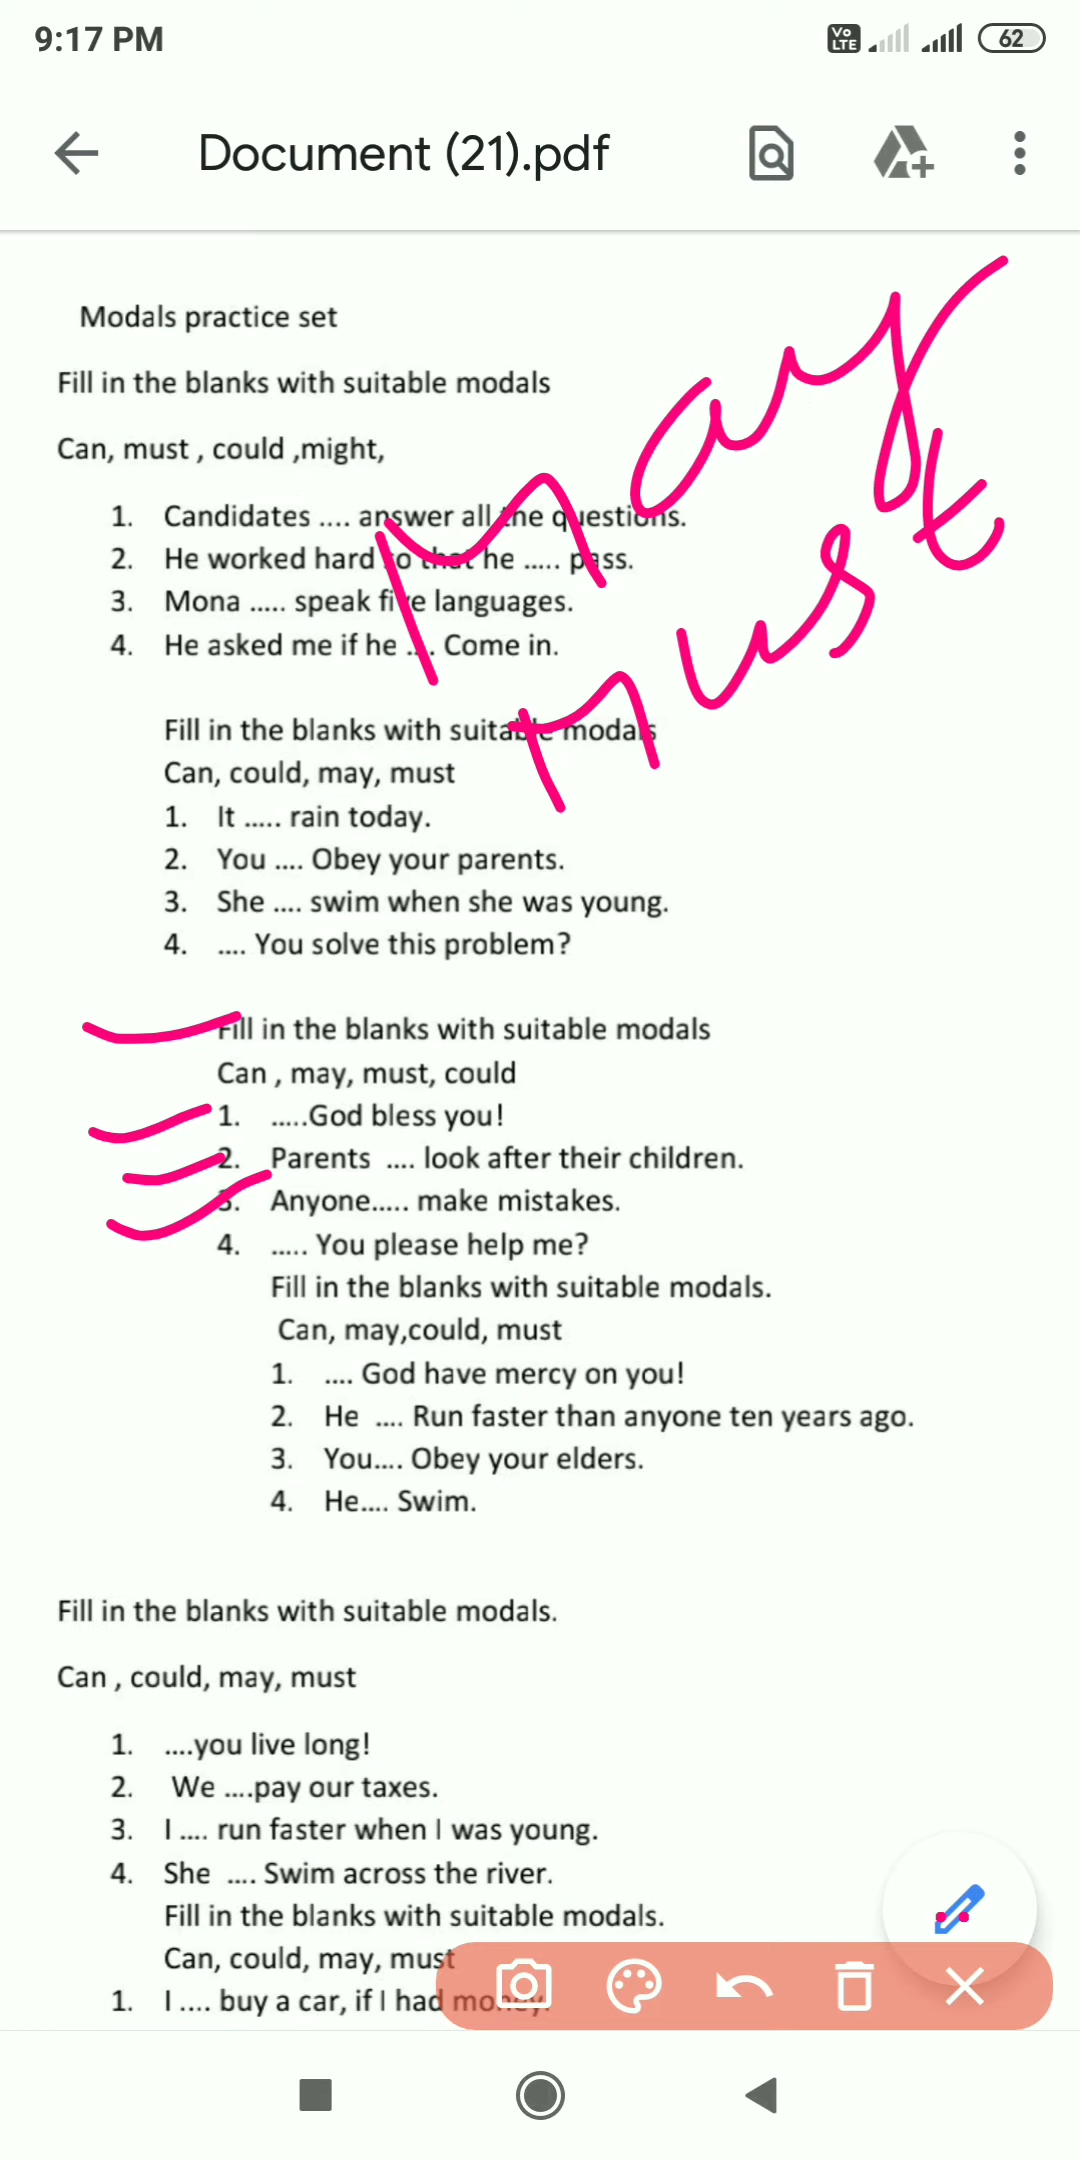 9:17 PM
Vo LTE 62
Document (21).pdf
Modals practice set
Fill in the blanks with suitable modals
Can, must , could ,might,
1. Candidates .... answer all the questions.
2. He worked hard so that he ..... pass.
3. Mona ..... speak five languages.
4. He asked me if he .... Come in.
May
Must
Fill in the blanks with suitable modals
Can, could, may, must
1. It ..... rain today.
2. You .... Obey your parents.
3. She .... swim when she was young.
4. .... You solve this problem?
Fill in the blanks with suitable modals
Can , may, must, could
1. .....God bless you!
2. Parents .... look after their children.
3. Anyone..... make mistakes.
4. ..... You please help me?
Fill in the blanks with suitable modals.
Can, may,could, must
1. .... God have mercy on you!
2. He .... Run faster than anyone ten years ago.
3. You.... Obey your elders.
4. He.... Swim.
Fill in the blanks with suitable modals.
Can , could, may, must
1. ....you live long!
2. We ....pay our taxes.
3. I .... run faster when I was young.
4. She .... Swim across the river.
Fill in the blanks with suitable modals.
Can, could, may, must
1. I .... buy a car, if I had money.